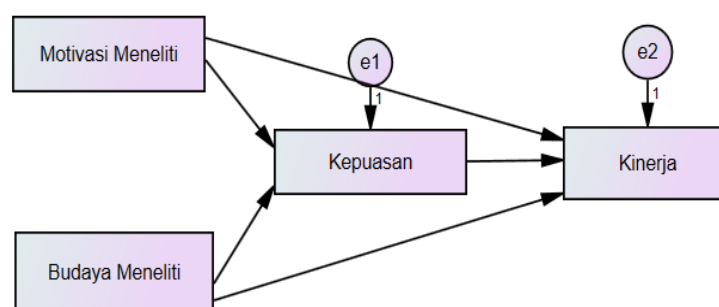 Motivasi Meneliti
e1
1
e2
1
Kepuasan
Kinerja
Budaya Meneliti